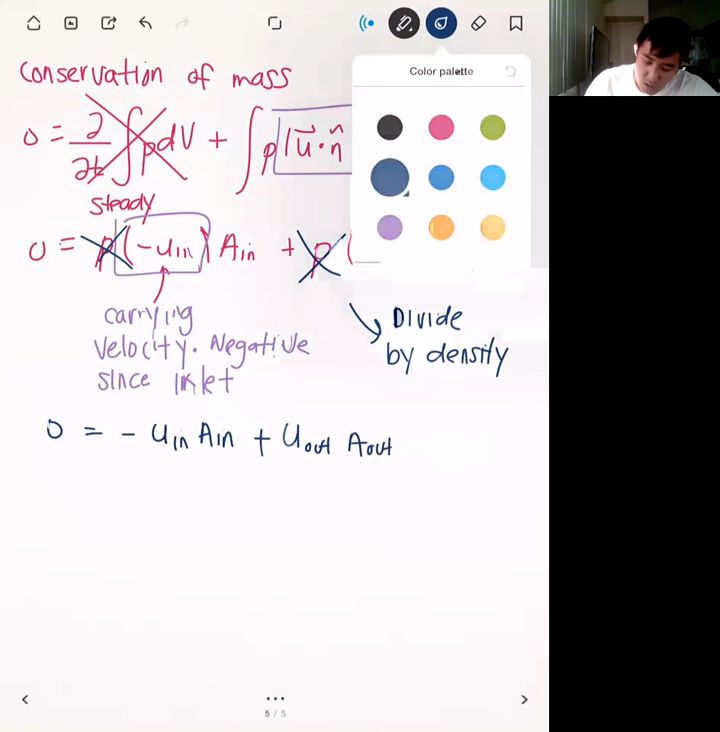 Color palette
Conservation of mass
0 = ∂/∂t ∫ρdV + ∫ρ|u⃗·n̂
steady
0 = ρ(-uin) Ain + ρ(
carrying
velocity. Negative
since inlet
Divide
by density
0 = - uin Ain + uout Aout
5 / 5